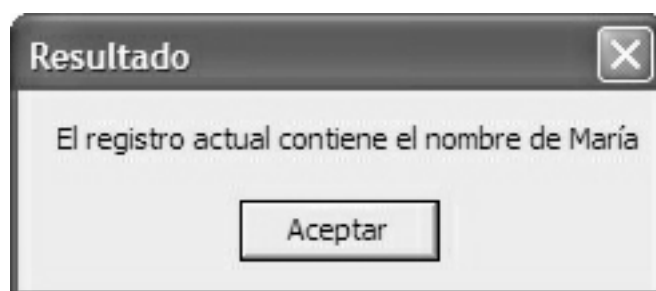 Resultado
El registro actual contiene el nombre de María
Aceptar